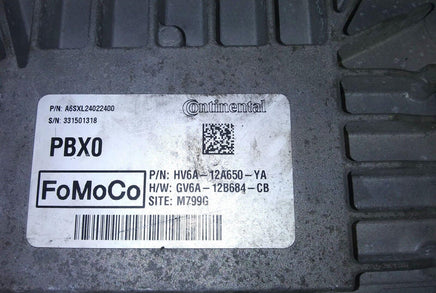 P/N: A6SXL24022400
Continental
S/N: 331501318
PBX0
FoMoCo
P/N: HV6A-12A650-YA
H/W: GV6A-12B684-CB
SITE: M799G